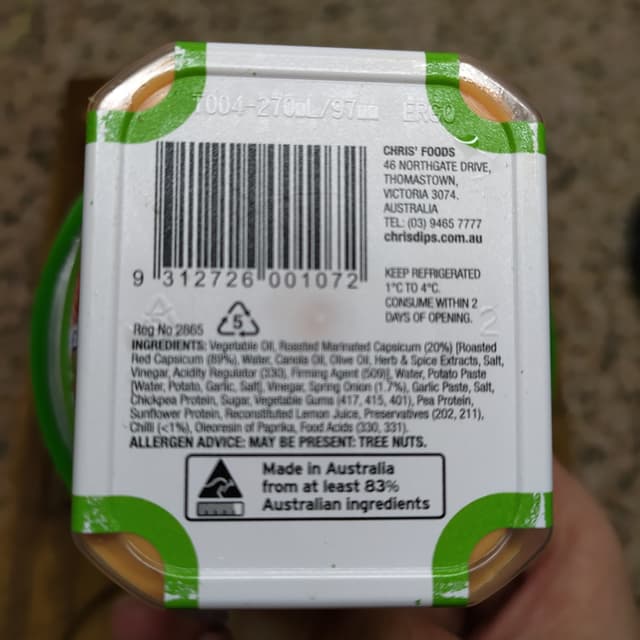 T004-270mL/97mm ERGO
CHRIS' FOODS
46 NORTHGATE DRIVE,
THOMASTOWN,
VICTORIA 3074.
AUSTRALIA
TEL: (03) 9465 7777
chrisdips.com.au
9 312726 001072
KEEP REFRIGERATED
1°C TO 4°C.
CONSUME WITHIN 2
DAYS OF OPENING.
2
5
Reg No 2865
INGREDIENTS: Vegetable Oil, Roasted Marinated Capsicum (20%) [Roasted
Red Capsicum (89%), Water, Canola Oil, Olive Oil, Herb & Spice Extracts, Salt,
Vinegar, Acidity Regulator (330), Firming Agent (509)], Water, Potato Paste
[Water, Potato, Garlic, Salt], Vinegar, Spring Onion (1.7%), Garlic Paste, Salt,
Chickpea Protein, Sugar, Vegetable Gums (417, 415, 401), Pea Protein,
Sunflower Protein, Reconstituted Lemon Juice, Preservatives (202, 211),
Chilli (<1%), Oleoresin of Paprika, Food Acids (330, 331).
ALLERGEN ADVICE: MAY BE PRESENT: TREE NUTS.
Made in Australia
from at least 83%
Australian ingredients